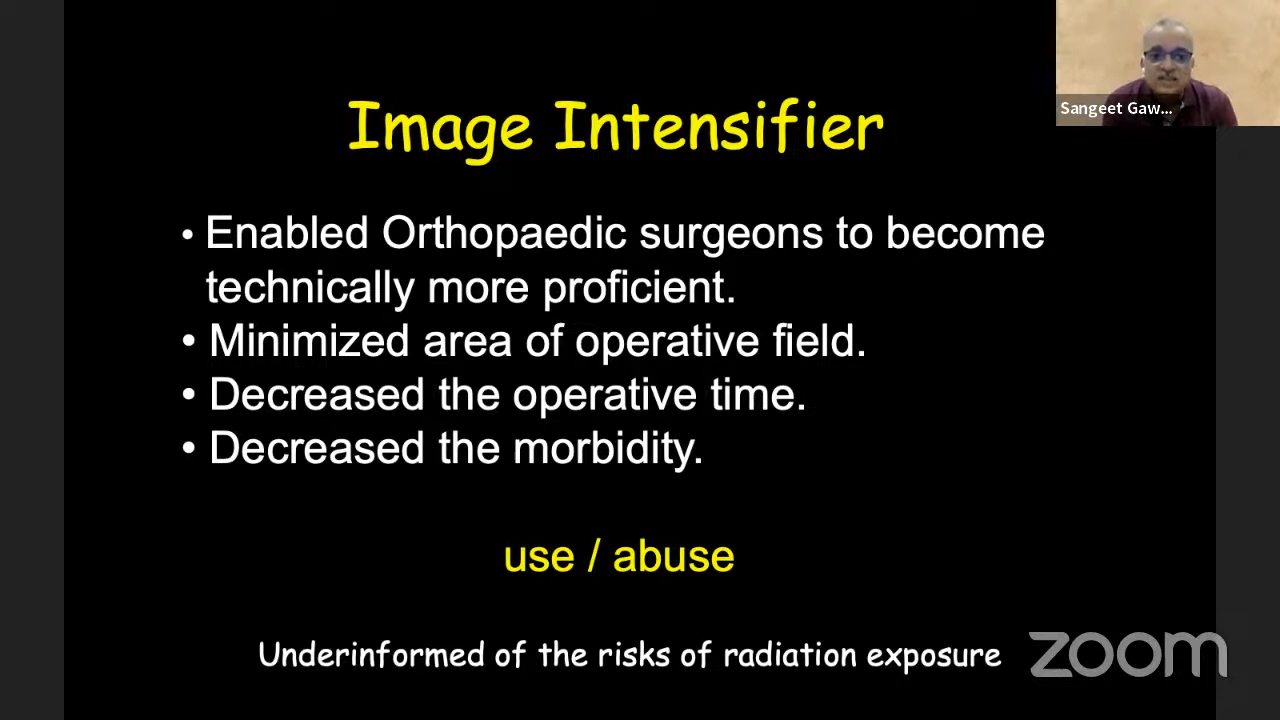 Image Intensifier
Sangeet Gaw...
• Enabled Orthopaedic surgeons to become
technically more proficient.
• Minimized area of operative field.
• Decreased the operative time.
• Decreased the morbidity.
use / abuse
Underinformed of the risks of radiation exposure
zoom